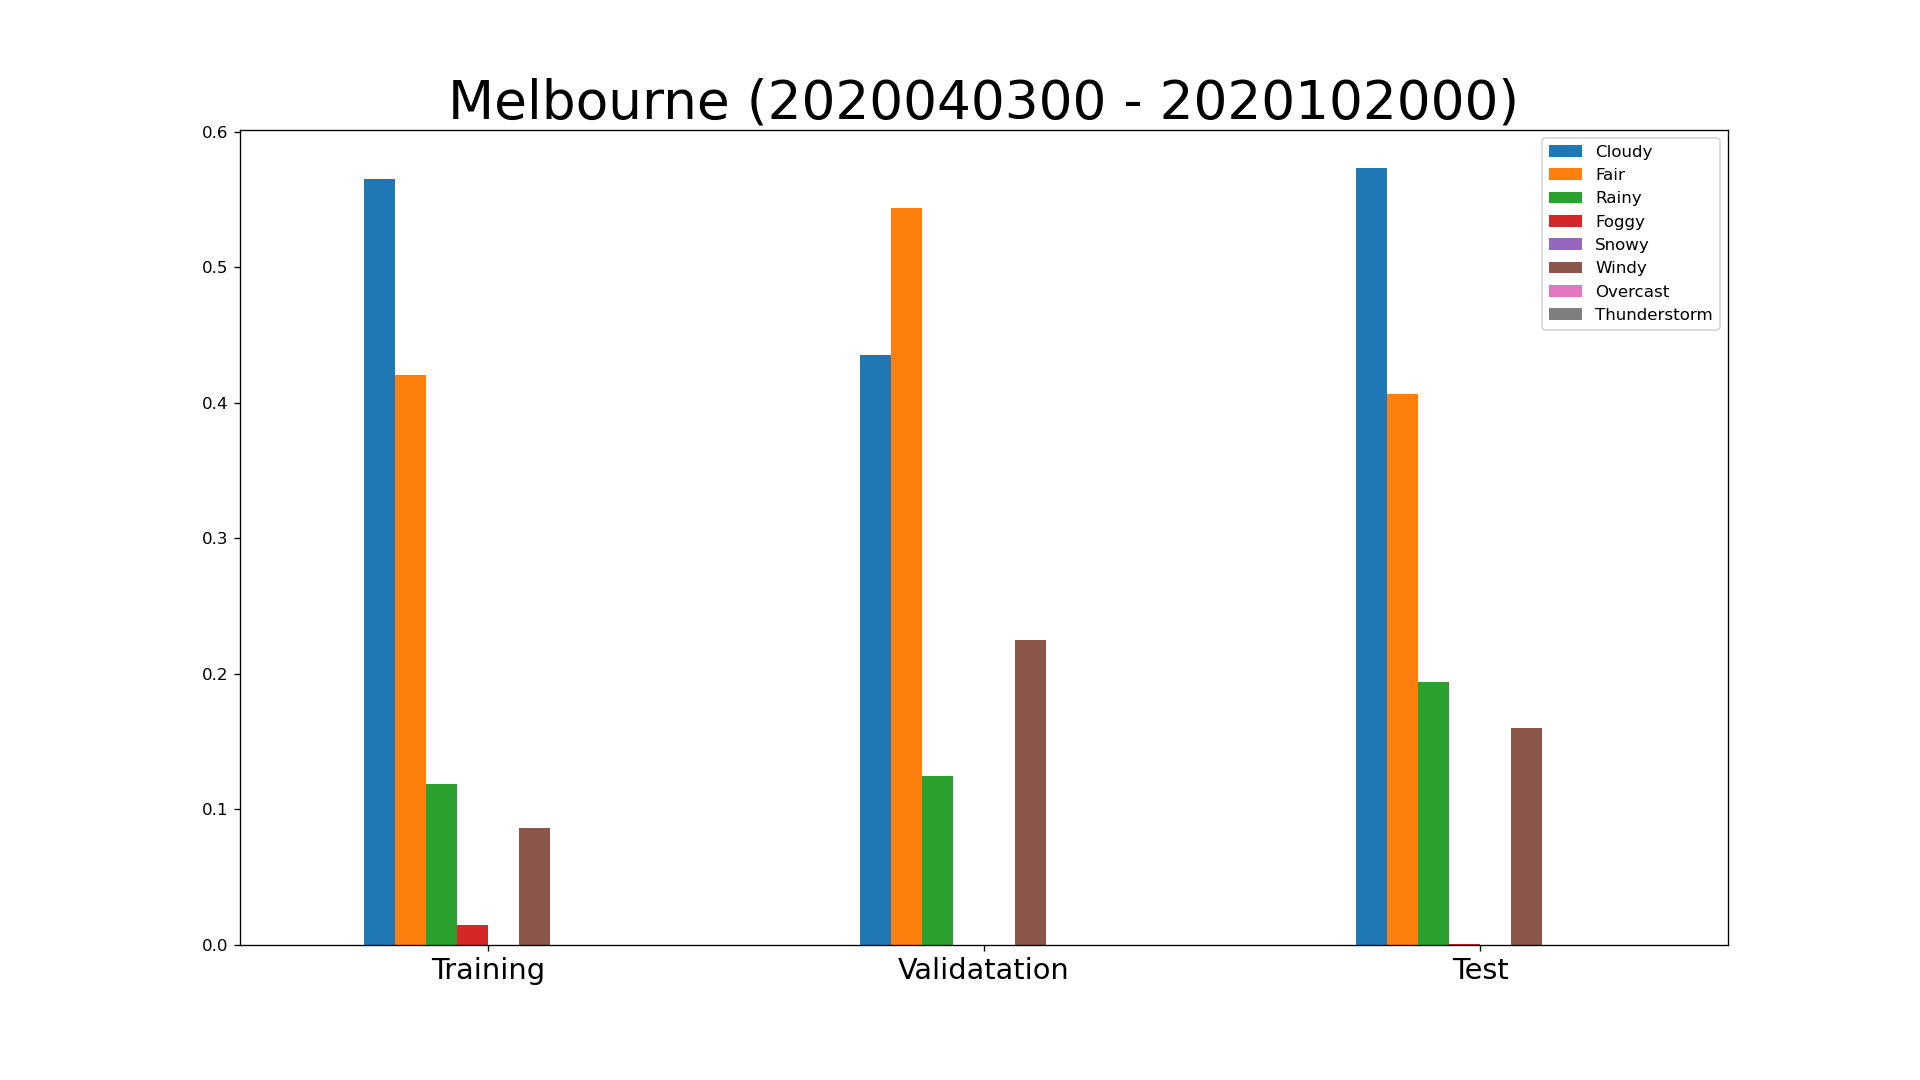 Melbourne (2020040300 - 2020102000)
0.6
0.5
0.4
0.3
0.2
0.1
0.0
Cloudy
Fair
Rainy
Foggy
Snowy
Windy
Overcast
Thunderstorm
Training
Validatation
Test